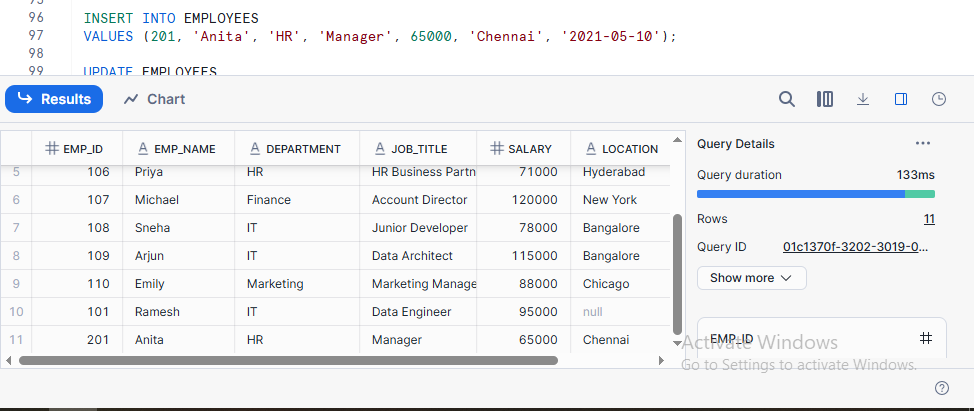 95
96 INSERT INTO EMPLOYEES
97 VALUES (201, 'Anita', 'HR', 'Manager', 65000, 'Chennai', '2021-05-10');
98
99 UPDATE EMPLOYEES
Results Chart
EMP_ID EMP_NAME DEPARTMENT JOB_TITLE SALARY LOCATION
5 106 Priya HR HR Business Partn 71000 Hyderabad
6 107 Michael Finance Account Director 120000 New York
7 108 Sneha IT Junior Developer 78000 Bangalore
8 109 Arjun IT Data Architect 115000 Bangalore
9 110 Emily Marketing Marketing Manage 88000 Chicago
10 101 Ramesh IT Data Engineer 95000 null
11 201 Anita HR Manager 65000 Chennai
Query Details ...
Query duration 133ms
Rows 11
Query ID 01c1370f-3202-3019-0...
Show more
EMP_ID #
Activate Windows
Go to Settings to activate Windows.